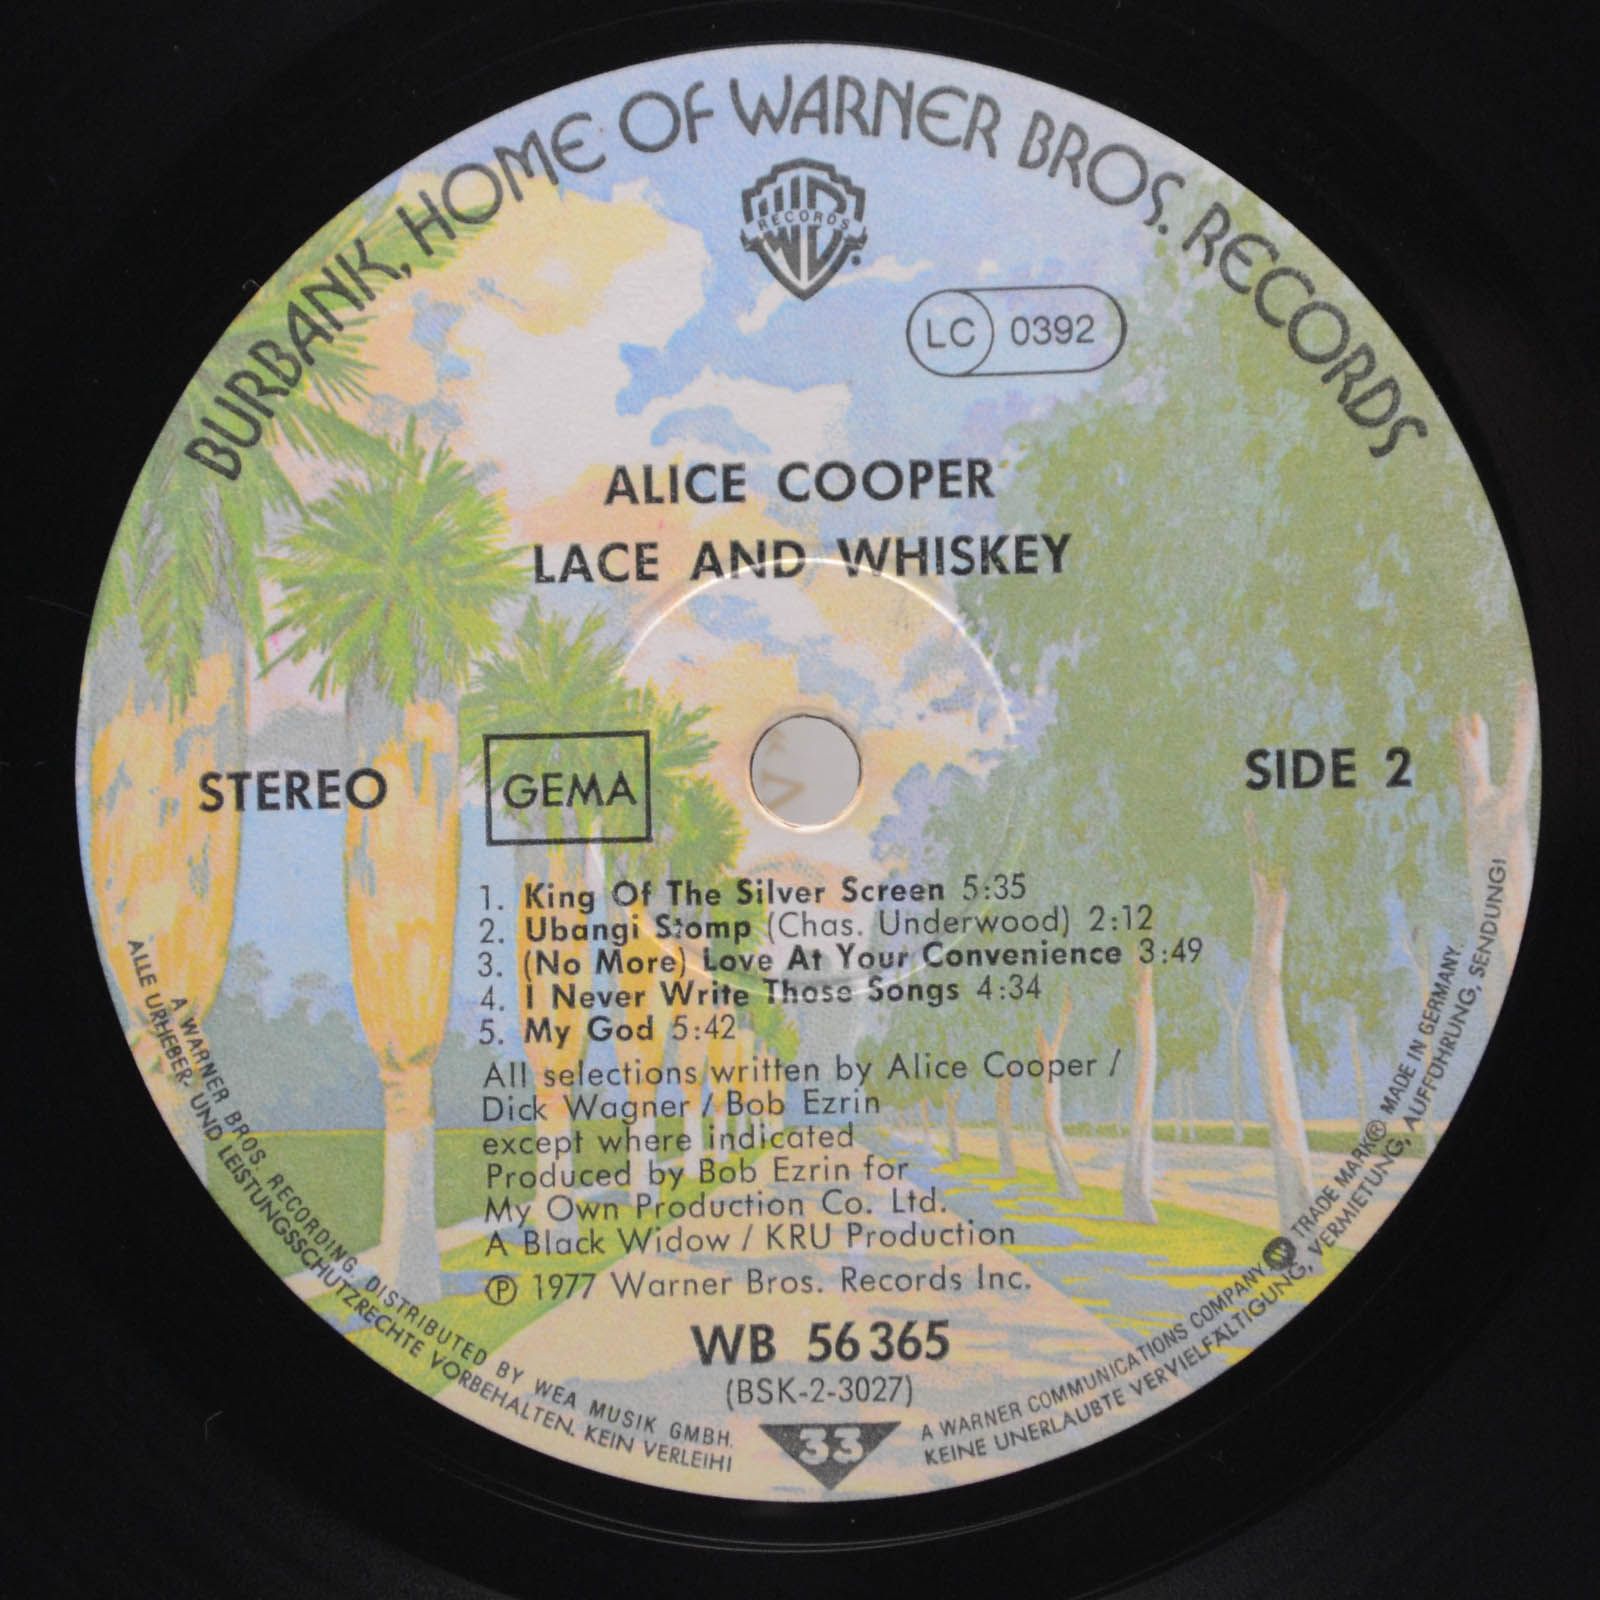 BURBANK, HOME OF WARNER BROS. RECORDS
RECORDS
LC 0392
ALICE COOPER
LACE AND WHISKEY
STEREO
GEMA
SIDE 2
1. King Of The Silver Screen 5:35
2. Ubangi Stomp (Chas. Underwood) 2:12
3. (No More) Love At Your Convenience 3:49
4. I Never Write Those Songs 4:34
5. My God 5:42
All selections written by Alice Cooper /
Dick Wagner / Bob Ezrin
except where indicated
Produced by Bob Ezrin for
My Own Production Co. Ltd.
A Black Widow / KRU Production
℗ 1977 Warner Bros. Records Inc.
WB 56 365
(BSK-2-3027)
33
A WARNER BROS. RECORDING. DISTRIBUTED BY WEA MUSIK GMBH.
ALLE URHEBER- UND LEISTUNGSSCHUTZRECHTE VORBEHALTEN. KEIN VERLEIH!
A WARNER COMMUNICATIONS COMPANY. TRADE MARK® MADE IN GERMANY.
KEINE UNERLAUBTE VERVIELFÄLTIGUNG, VERMIETUNG, AUFFÜHRUNG, SENDUNG!